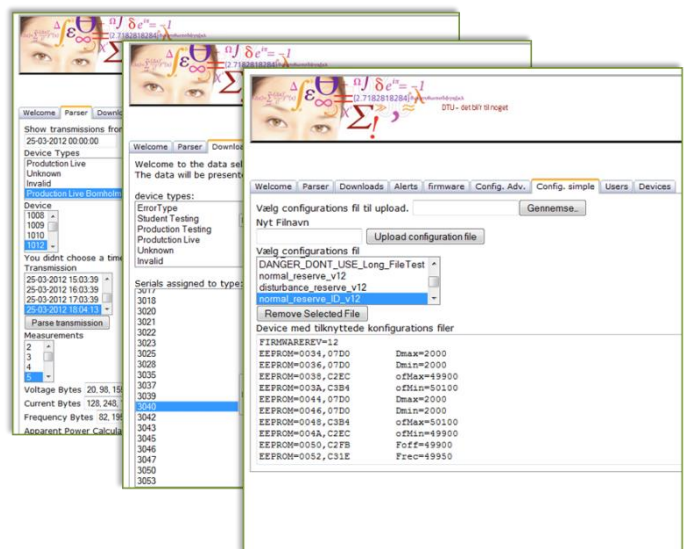 Welcome Parser Downlo
Show transmissions from
25-03-2012 00:00:00
Device Types
Produtction Live
Unknown
Invalid
Production Live Bornholm
Device
1008
1009
1010
1012
You didnt choose a time
Transmission
25-03-2012 15:03:39
25-03-2012 16:03:39
25-03-2012 17:03:39
25-03-2012 18:04:13
Parse transmission
Measurements
2
3
4
5
Voltage Bytes 20, 98, 15
Current Bytes 128, 248,
Frequency Bytes 82, 19
Apparent Power Calcula
Welcome Parser Downloa
Welcome to the data sel
The data will be present
device types:
ErrorType
Student Testing
Production Testing
Produtction Live
Unknown
Invalid
Serials assigned to type:
3017
3018
3020
3021
3022
3023
3025
3028
3035
3037
3039
3040
3042
3043
3045
3046
3047
3050
3053
DTU - det bli'r til noget
Welcome Parser Downloads Alerts firmware Config. Adv. Config. simple Users Devices
Vælg configurations fil til upload. Gennemse..
Nyt Filnavn
Upload configuration file
Vælg configurations fil
DANGER_DONT_USE_Long_FileTest
normal_reserve_v12
disturbance_reserve_v12
normal_reserve_ID_v12
Remove Selected File
Device med tilknyttede konfigurations filer
FIRMWAREREV=12
EEPROM=0034,07D0 Dmax=2000
EEPROM=0036,07D0 Dmin=2000
EEPROM=0038,C2EC ofMax=49900
EEPROM=003A,C3B4 ofMin=50100
EEPROM=0044,07D0 Dmax=2000
EEPROM=0046,07D0 Dmin=2000
EEPROM=0048,C3B4 ofMax=50100
EEPROM=004A,C2EC ofMin=49900
EEPROM=0050,C2FB Foff=49900
EEPROM=0052,C31E Frec=49950